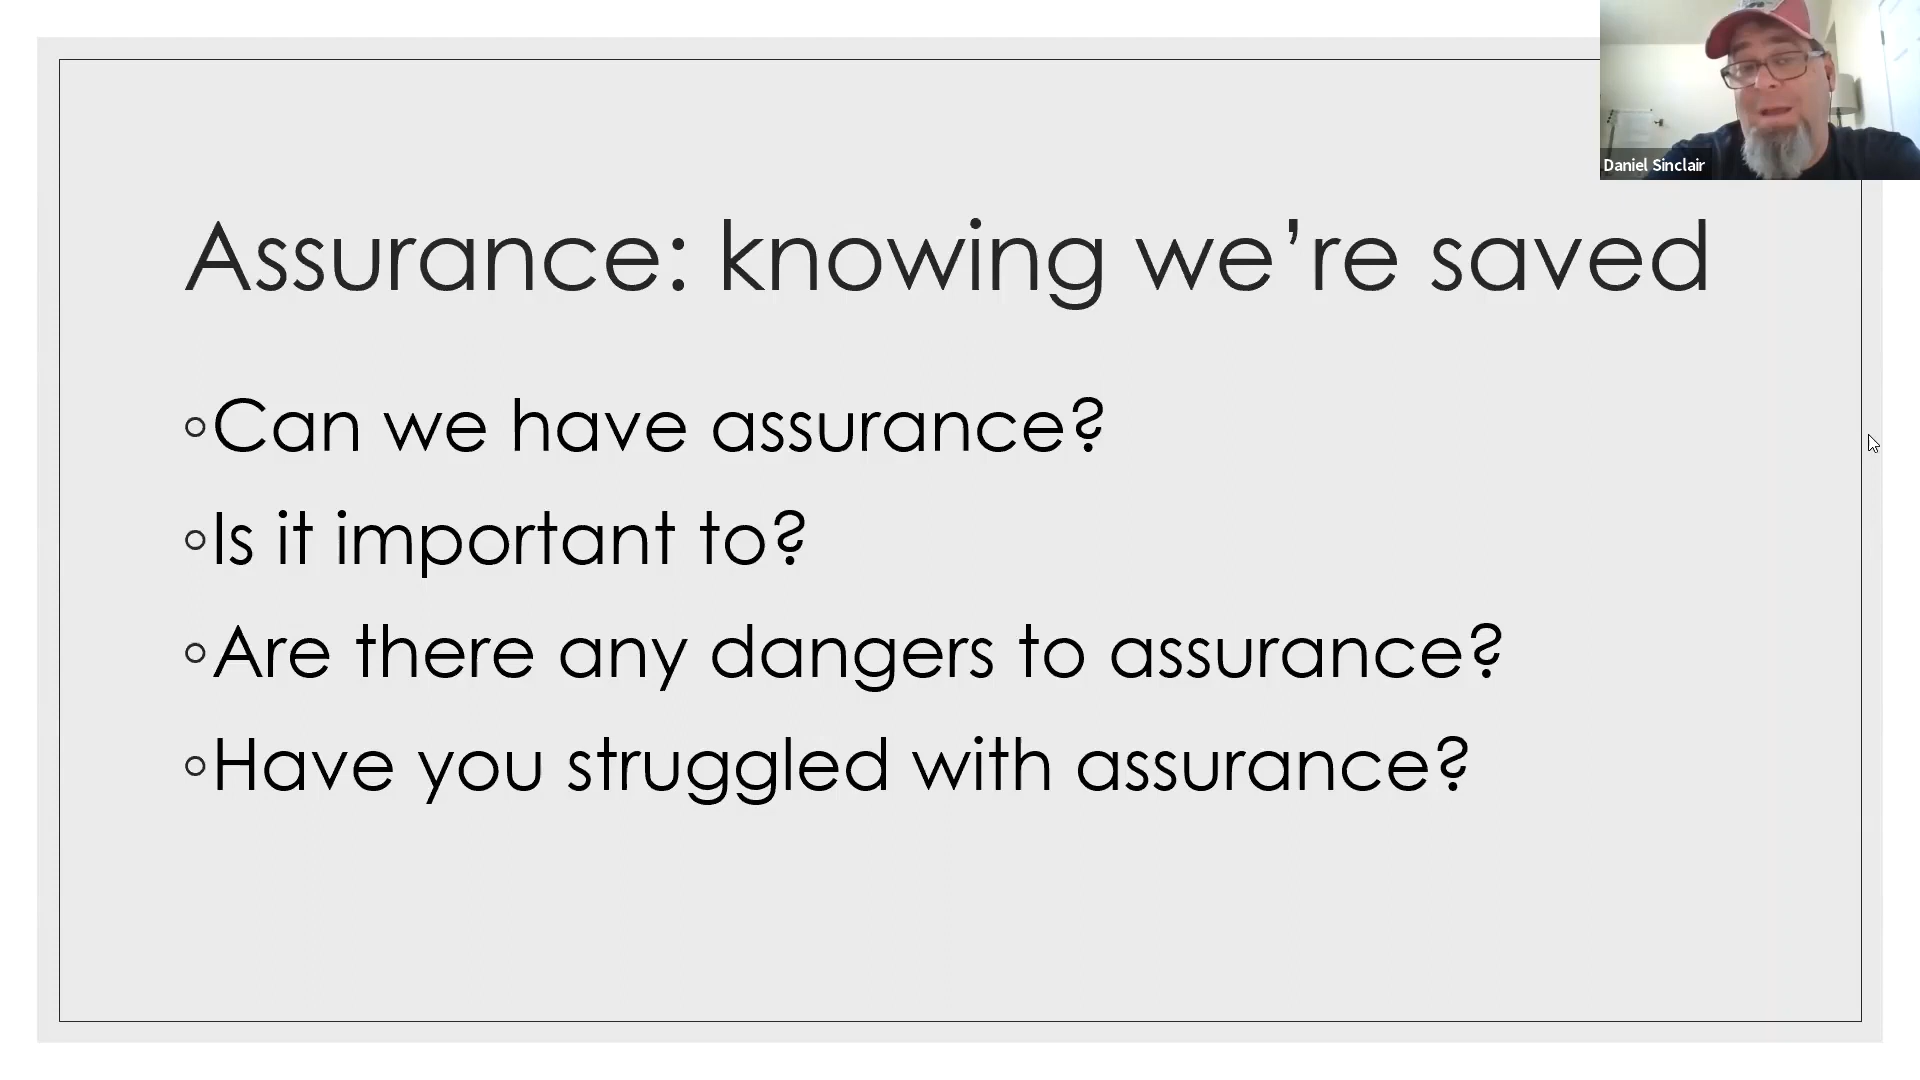 Daniel Sinclair
Assurance: knowing we’re saved
◦Can we have assurance?
◦Is it important to?
◦Are there any dangers to assurance?
◦Have you struggled with assurance?